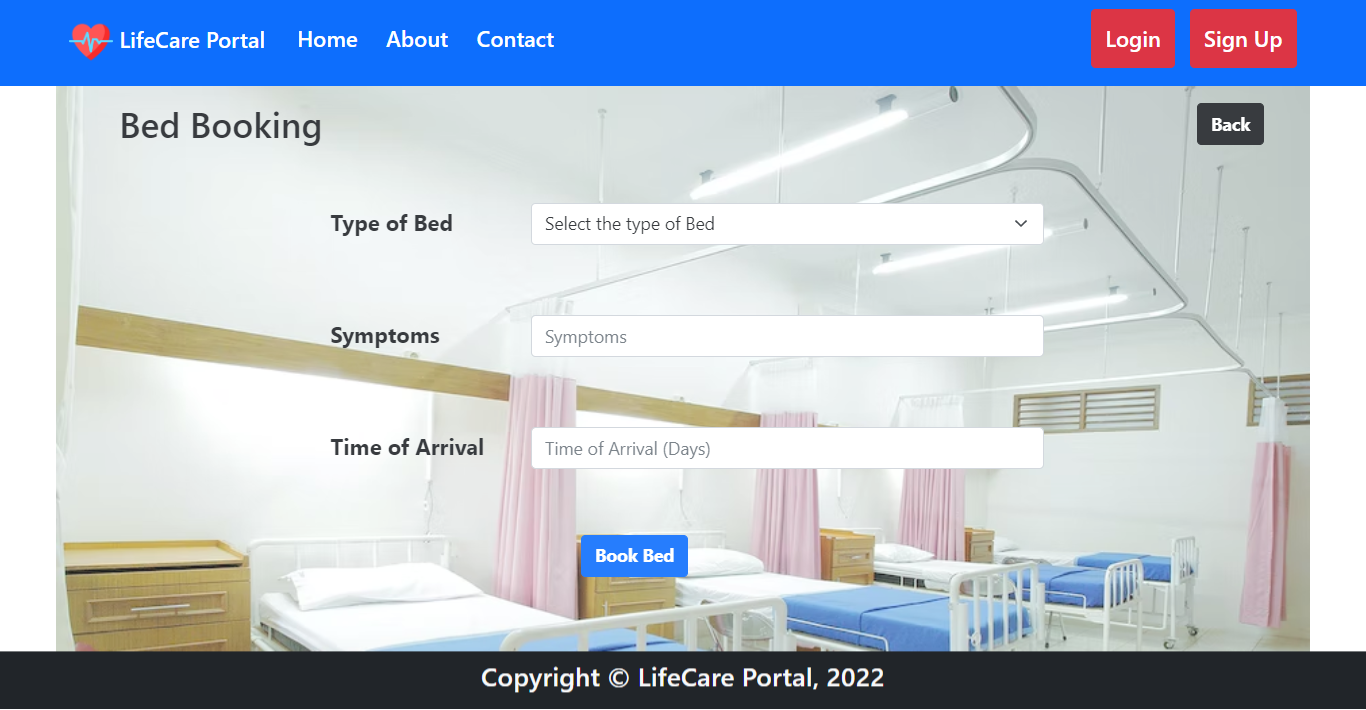 LifeCare Portal Home About Contact Login Sign Up
Bed Booking Back
Type of Bed Select the type of Bed
Symptoms Symptoms
Time of Arrival Time of Arrival (Days)
Book Bed
Copyright © LifeCare Portal, 2022